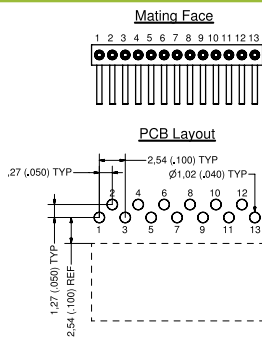 Mating Face
1 2 3 4 5 6 7 8 9 10 11 12 13
PCB Layout
2,54 (.100) TYP
,27 (.050) TYP
Ø1,02 (.040) TYP
2 4 6 8 10 12
1 3 5 7 9 11 13
1,27 (.050) TYP
2,54 (.100) REF